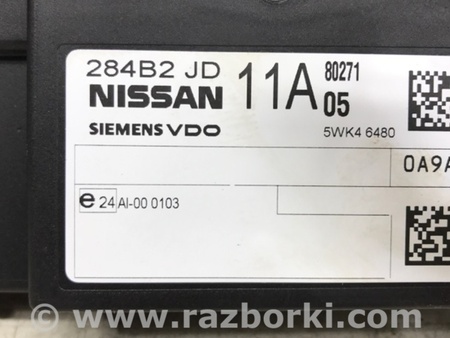 284B2 JD 11A 80271
NISSAN 05
SIEMENS VDO 5WK4 6480
0A9A
e 24 AI-00 0103
www.razborki.com